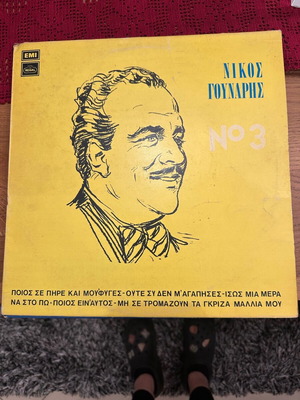 EMI
ΝΙΚΟΣ
ΓΟΥΝΑΡΗΣ
Νο 3
ΠΟΙΟΣ ΣΕ ΠΗΡΕ ΚΑΙ ΜΟΥΦΥΓΕΣ-ΟΥΤΕ ΣΥ ΔΕΝ Μ'ΑΓΑΠΗΣΕΣ-ΙΣΩΣ ΜΙΑ ΜΕΡΑ
ΝΑ ΣΤΟ ΠΩ-ΠΟΙΟΣ ΕΙΝ'ΑΥΤΟΣ-ΜΗ ΣΕ ΤΡΟΜΑΖΟΥΝ ΤΑ ΓΚΡΙΖΑ ΜΑΛΛΙΑ ΜΟΥ